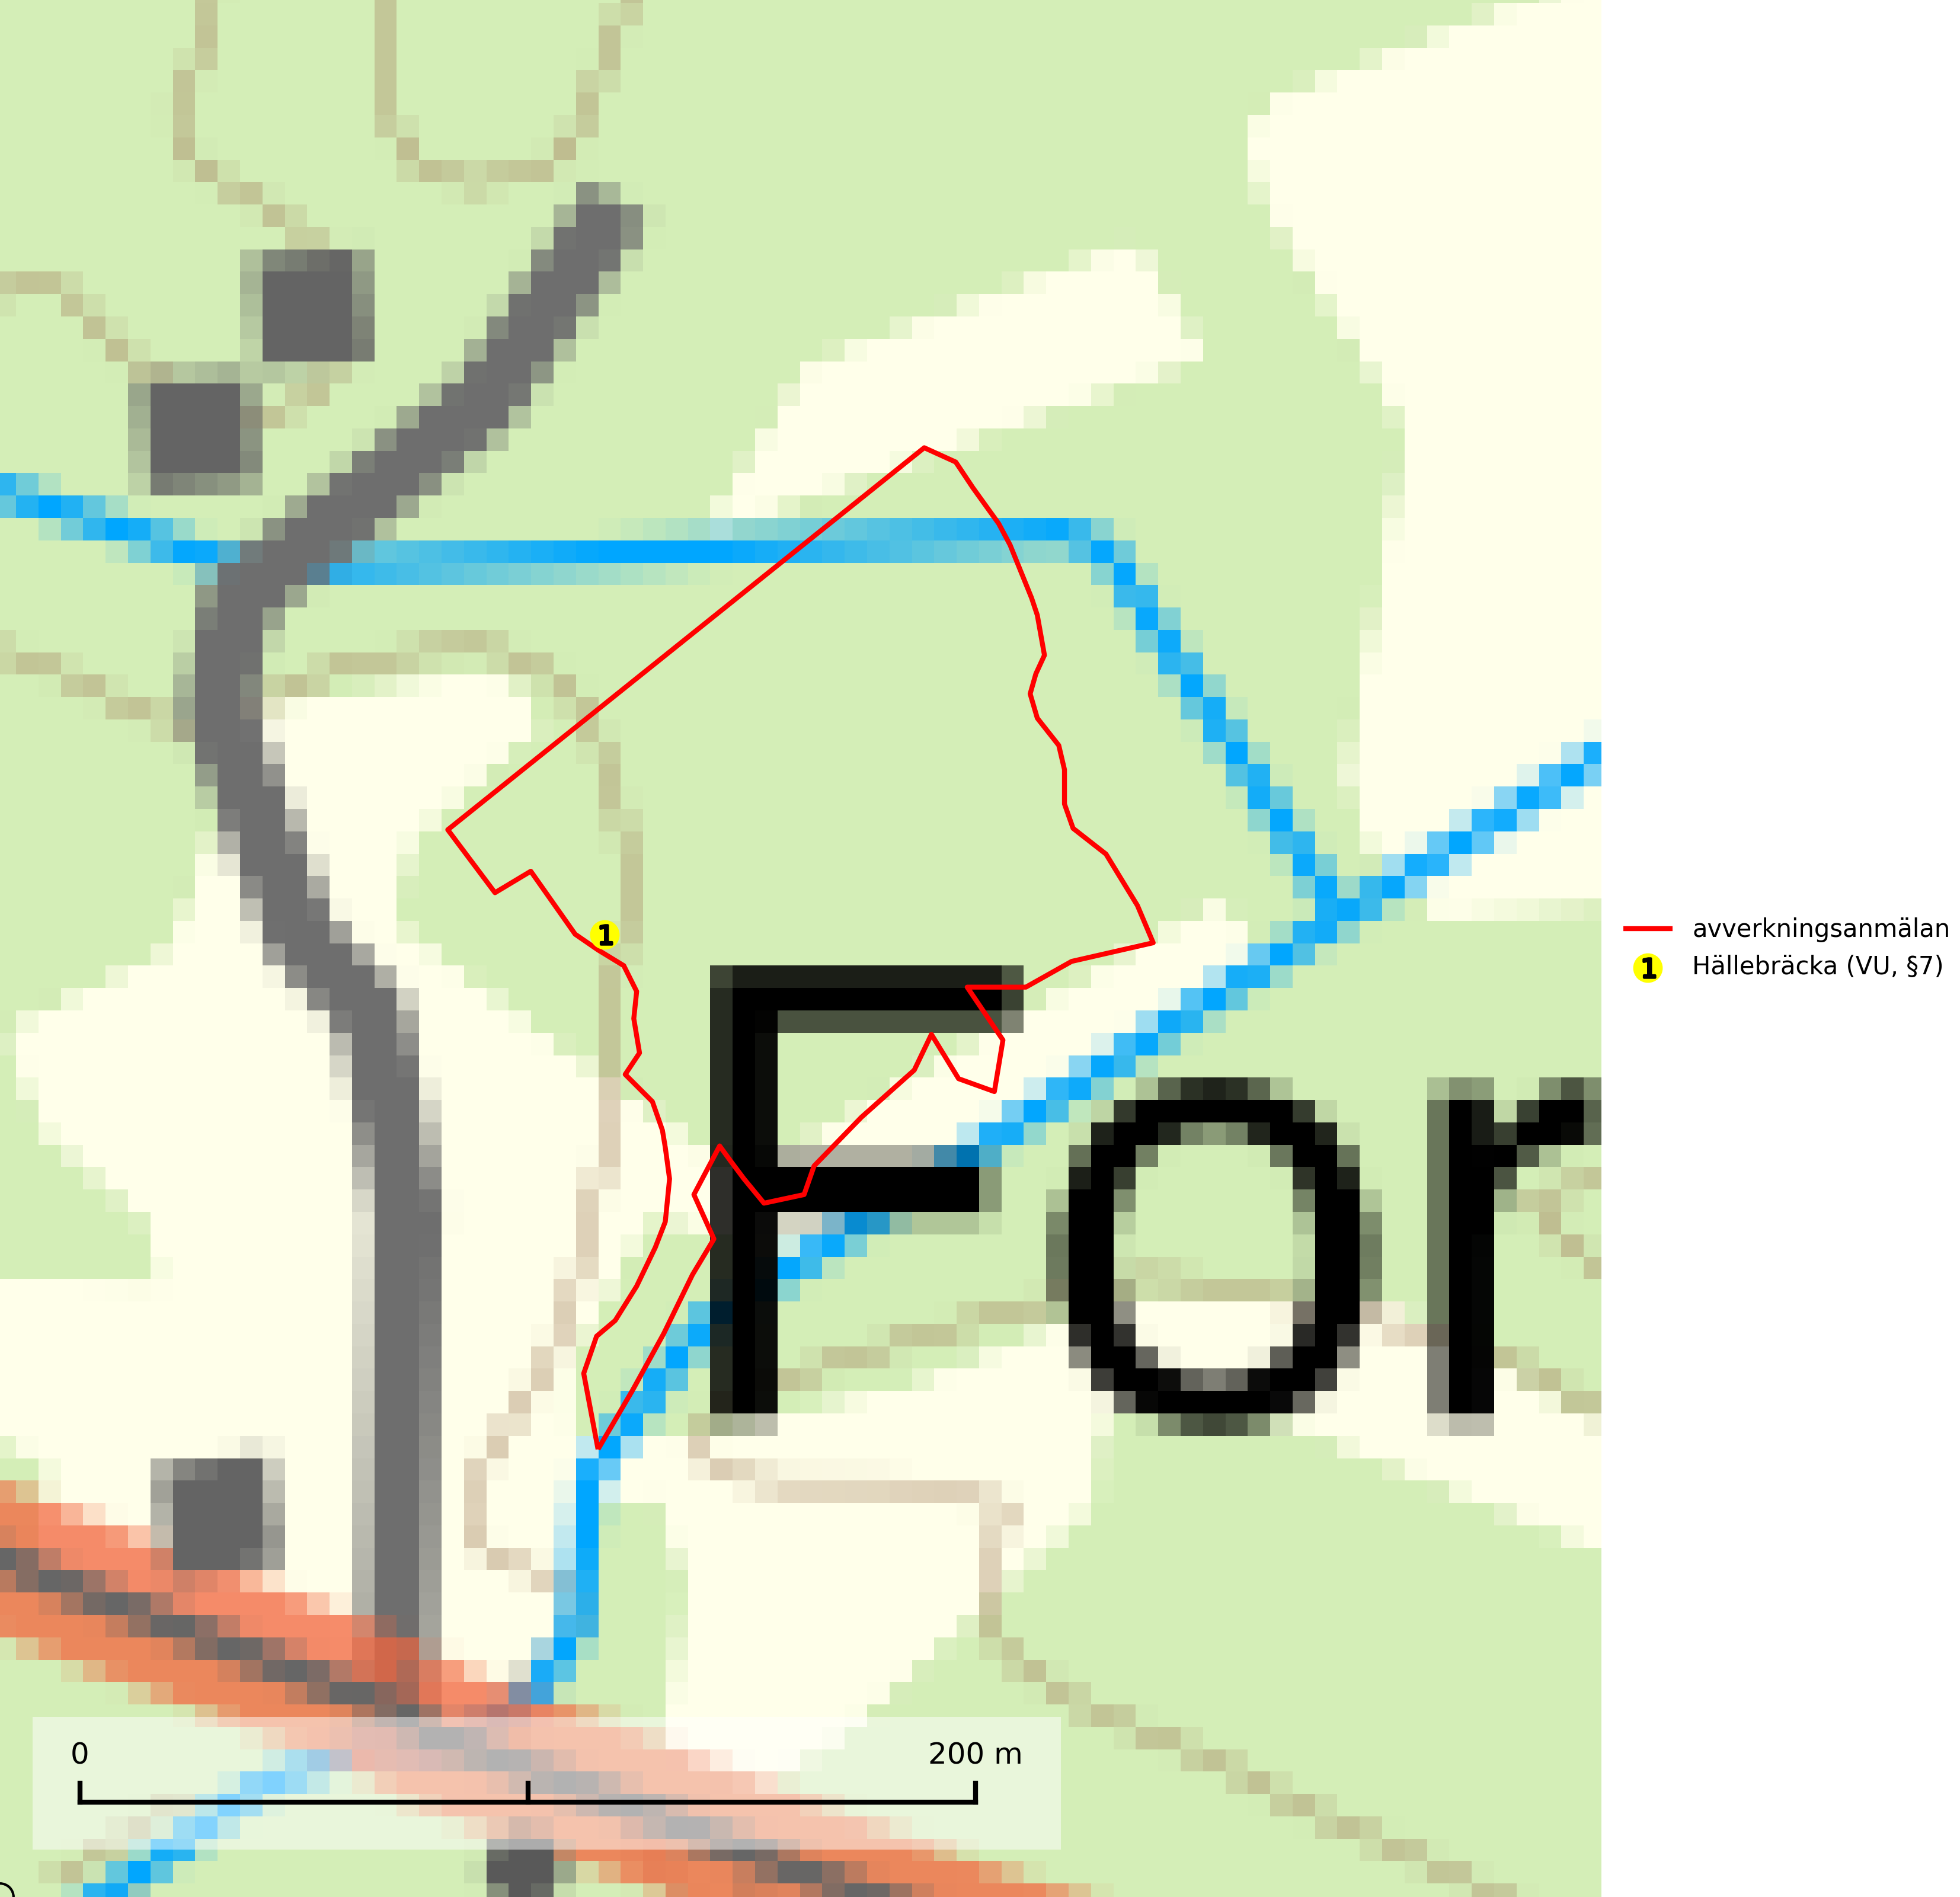 1
For
avverkningsanmälan
1 Hällebräcka (VU, §7)
0 200 m